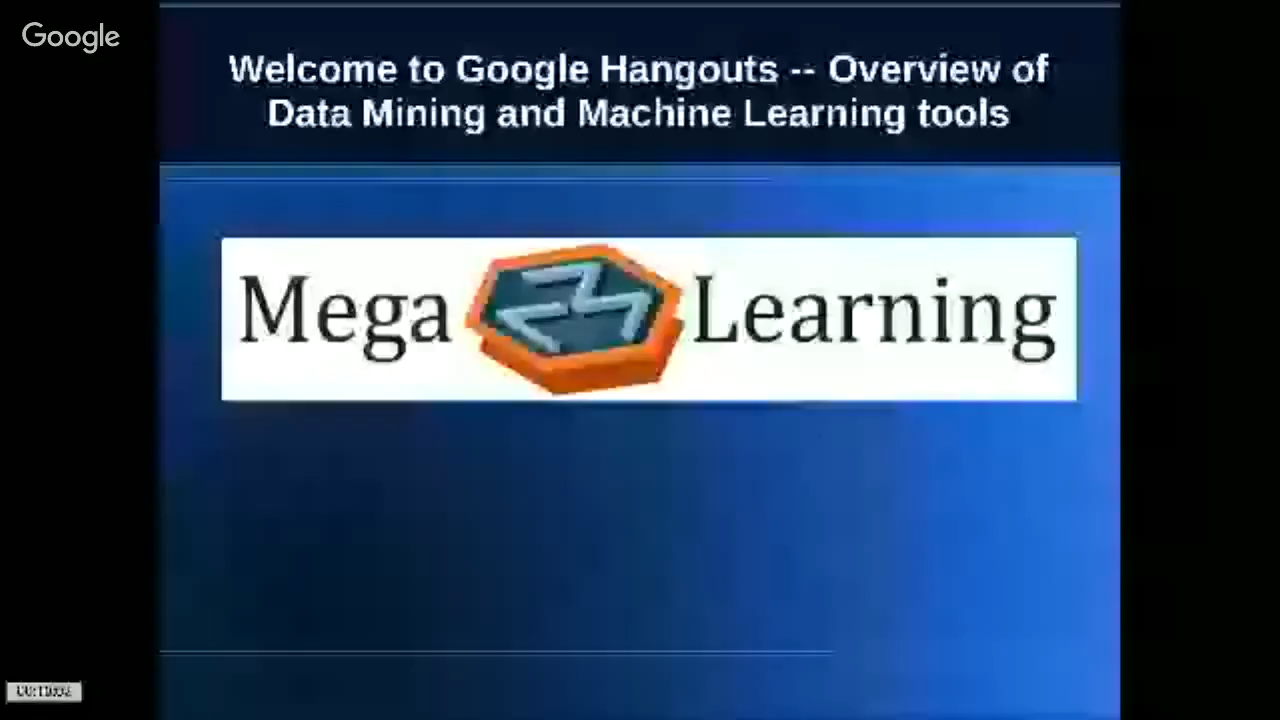 Google
Welcome to Google Hangouts -- Overview of
Data Mining and Machine Learning tools
Mega Learning